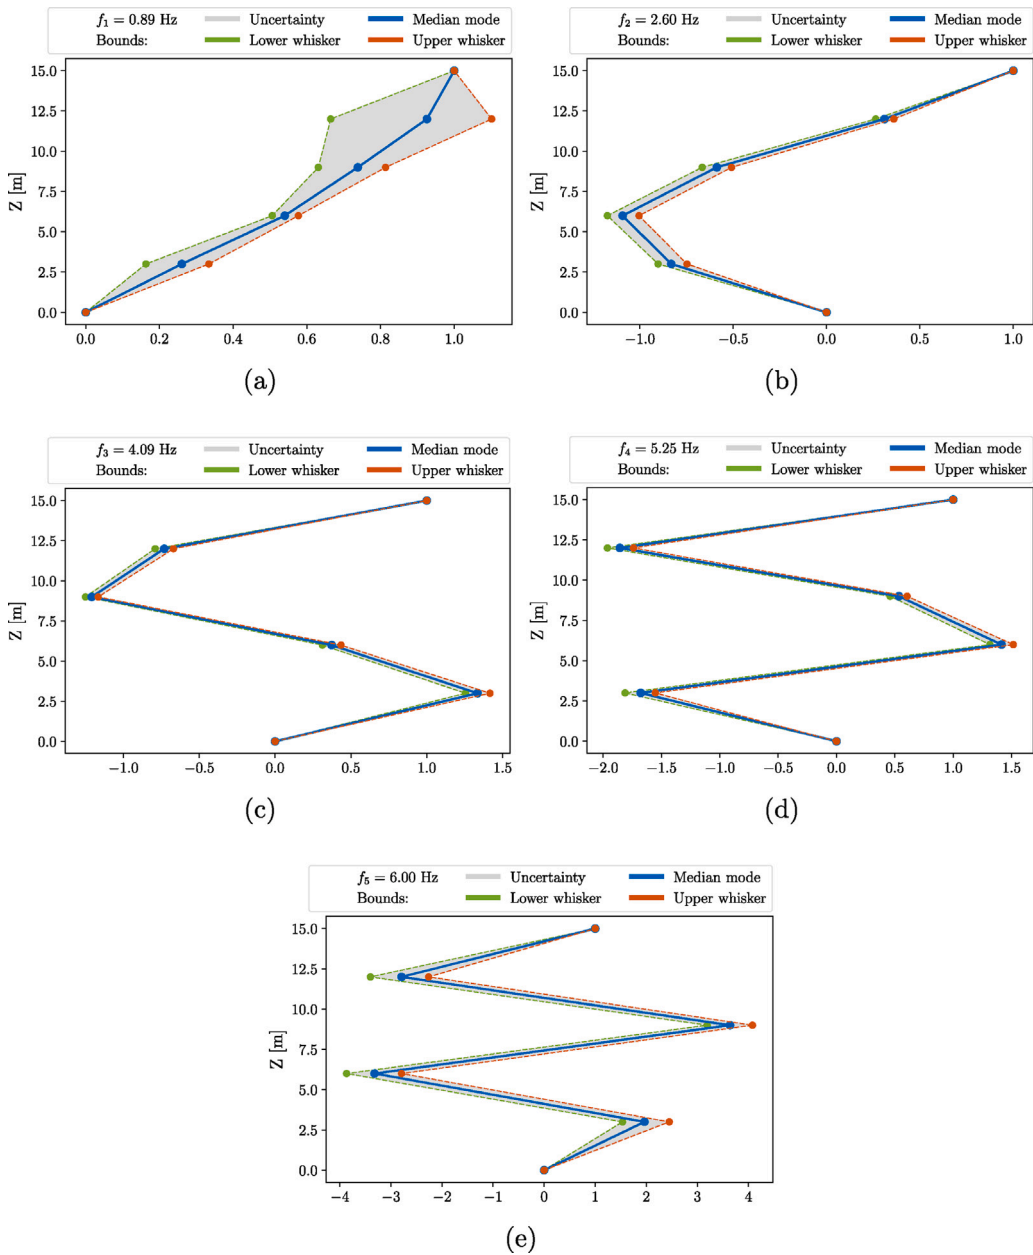 f₁ = 0.89 Hz Uncertainty Median mode
Bounds: Lower whisker Upper whisker
15.0
12.5
10.0
7.5
5.0
2.5
0.0
Z [m]
0.0 0.2 0.4 0.6 0.8 1.0
(a)
f₂ = 2.60 Hz Uncertainty Median mode
Bounds: Lower whisker Upper whisker
15.0
12.5
10.0
7.5
5.0
2.5
0.0
Z [m]
−1.0 −0.5 0.0 0.5 1.0
(b)
f₃ = 4.09 Hz Uncertainty Median mode
Bounds: Lower whisker Upper whisker
15.0
12.5
10.0
7.5
5.0
2.5
0.0
Z [m]
−1.0 −0.5 0.0 0.5 1.0 1.5
(c)
f₄ = 5.25 Hz Uncertainty Median mode
Bounds: Lower whisker Upper whisker
15.0
12.5
10.0
7.5
5.0
2.5
0.0
Z [m]
−2.0 −1.5 −1.0 −0.5 0.0 0.5 1.0 1.5
(d)
f₅ = 6.00 Hz Uncertainty Median mode
Bounds: Lower whisker Upper whisker
15.0
12.5
10.0
7.5
5.0
2.5
0.0
Z [m]
−4 −3 −2 −1 0 1 2 3 4
(e)